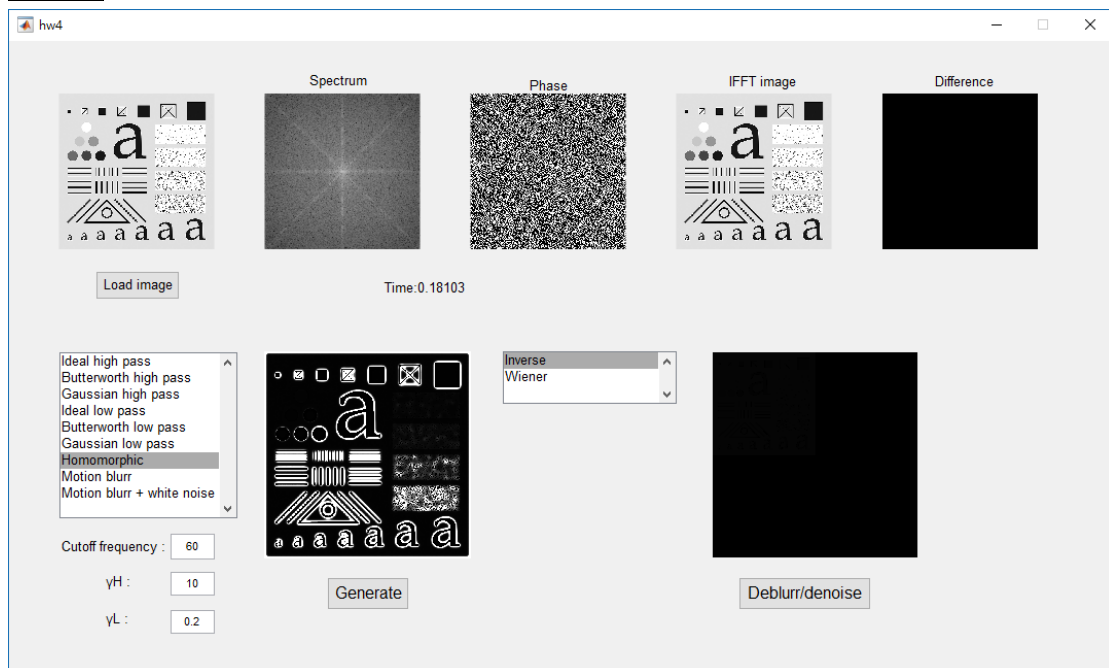 hw4
Spectrum
Phase
IFFT image
Difference
a
a a a a a a a
a
a a a a a a a
Load image
Time:0.18103
Ideal high pass
Butterworth high pass
Gaussian high pass
Ideal low pass
Butterworth low pass
Gaussian low pass
Homomorphic
Motion blurr
Motion blurr + white noise
Inverse
Wiener
a
a a a a a a a
Cutoff frequency : 60
γH : 10
γL : 0.2
Generate
Deblurr/denoise